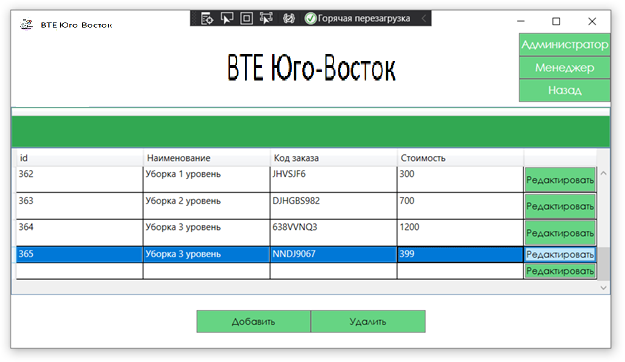 ВТЕ Юго-Восток
Горячая перезагрузка
ВТЕ Юго-Восток
Администратор
Менеджер
Назад
id Наименование Код заказа Стоимость
362 Уборка 1 уровень JHVSJF6 300 Редактировать
363 Уборка 2 уровень DJHGBS982 700 Редактировать
364 Уборка 3 уровень 638VVNQ3 1200 Редактировать
365 Уборка 3 уровень NNDJ9067 399 Редактировать
Редактировать
Добавить Удалить